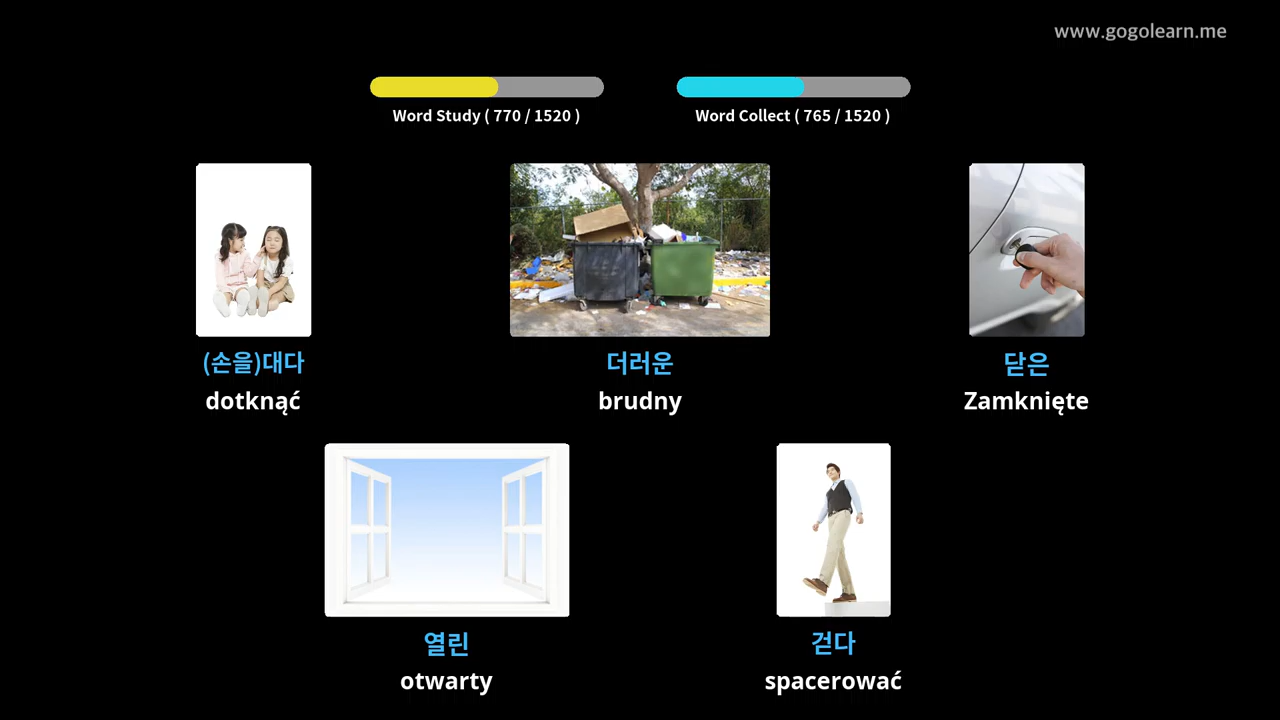 www.gogolearn.me
Word Study ( 770 / 1520 )
Word Collect ( 765 / 1520 )
(손을)대다
dotknąć
더러운
brudny
닫은
Zamknięte
열린
otwarty
걷다
spacerować